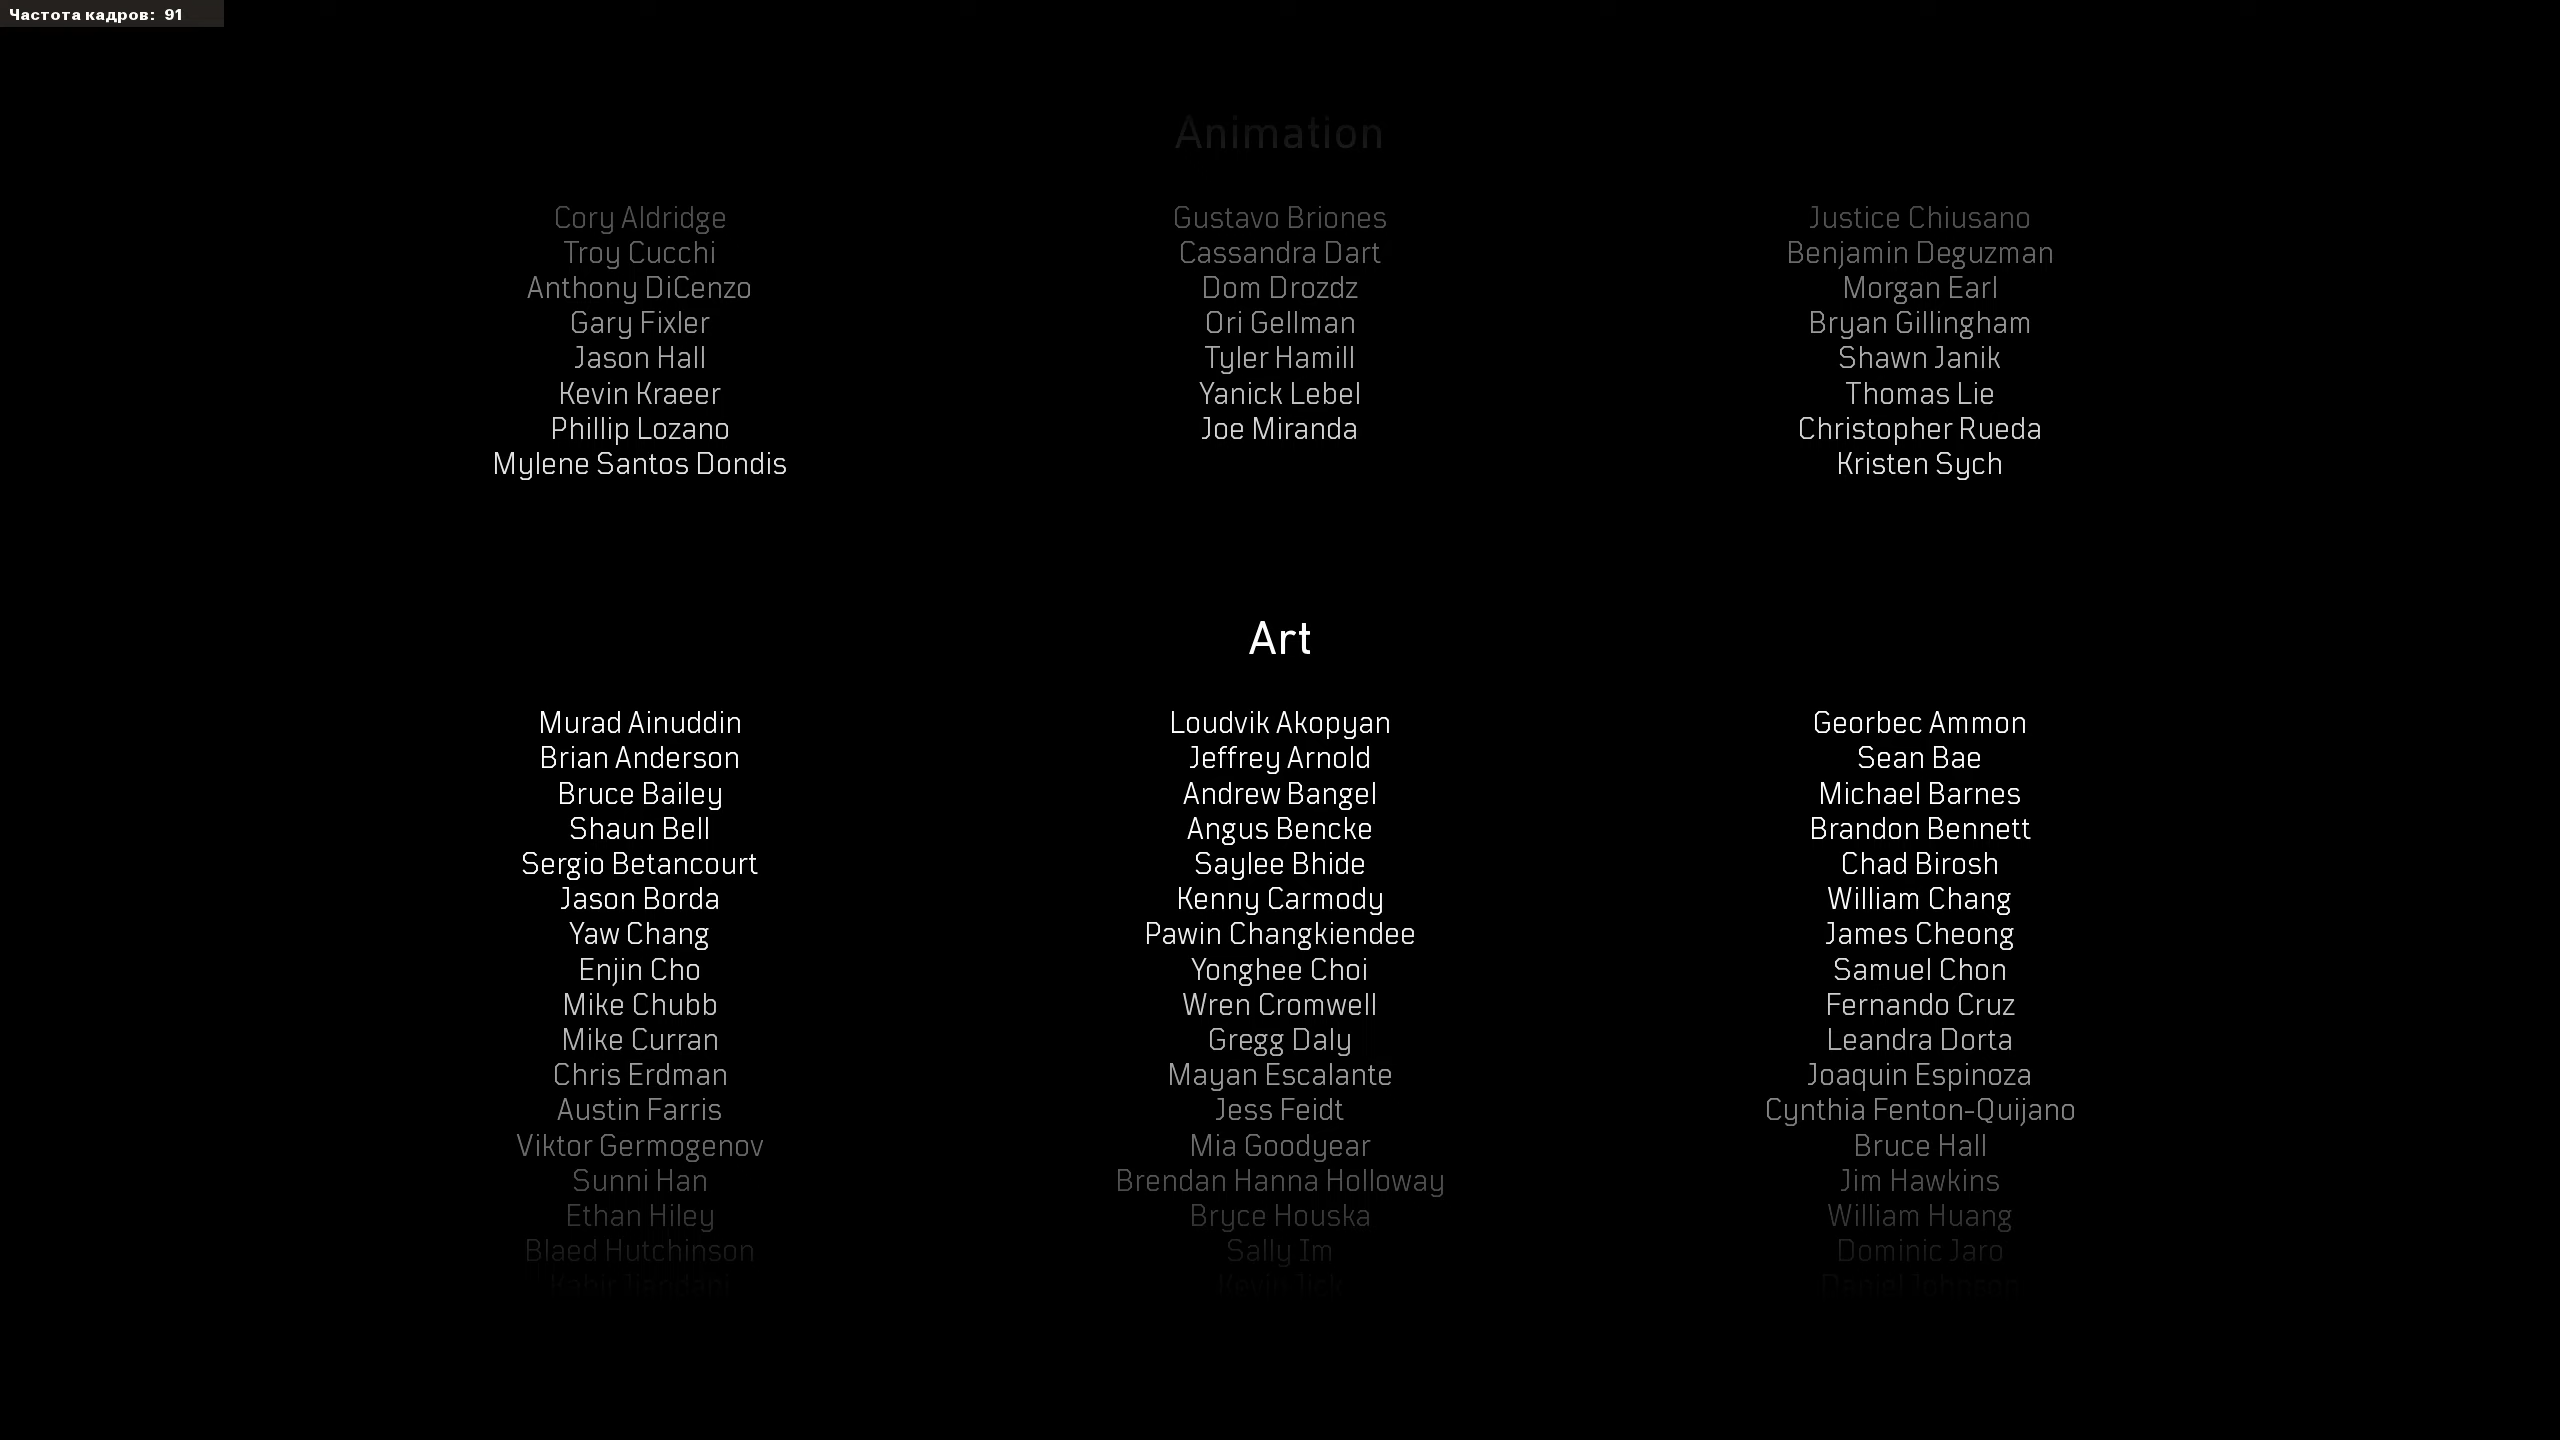 Частота кадров: 91
Animation
Cory Aldridge Gustavo Briones Justice Chiusano
Troy Cucchi Cassandra Dart Benjamin Deguzman
Anthony DiCenzo Dom Drozdz Morgan Earl
Gary Fixler Ori Gellman Bryan Gillingham
Jason Hall Tyler Hamill Shawn Janik
Kevin Kraeer Yanick Lebel Thomas Lie
Phillip Lozano Joe Miranda Christopher Rueda
Mylene Santos Dondis Kristen Sych
Art
Murad Ainuddin Loudvik Akopyan Georbec Ammon
Brian Anderson Jeffrey Arnold Sean Bae
Bruce Bailey Andrew Bangel Michael Barnes
Shaun Bell Angus Bencke Brandon Bennett
Sergio Betancourt Saylee Bhide Chad Birosh
Jason Borda Kenny Carmody William Chang
Yaw Chang Pawin Changkiendee James Cheong
Enjin Cho Yonghee Choi Samuel Chon
Mike Chubb Wren Cromwell Fernando Cruz
Mike Curran Gregg Daly Leandra Dorta
Chris Erdman Mayan Escalante Joaquin Espinoza
Austin Farris Jess Feidt Cynthia Fenton-Quijano
Viktor Germogenov Mia Goodyear Bruce Hall
Sunni Han Brendan Hanna Holloway Jim Hawkins
Ethan Hiley Bryce Houska William Huang
Blaed Hutchinson Sally Im Dominic Jaro
Kevin Jick Daniel Johnson